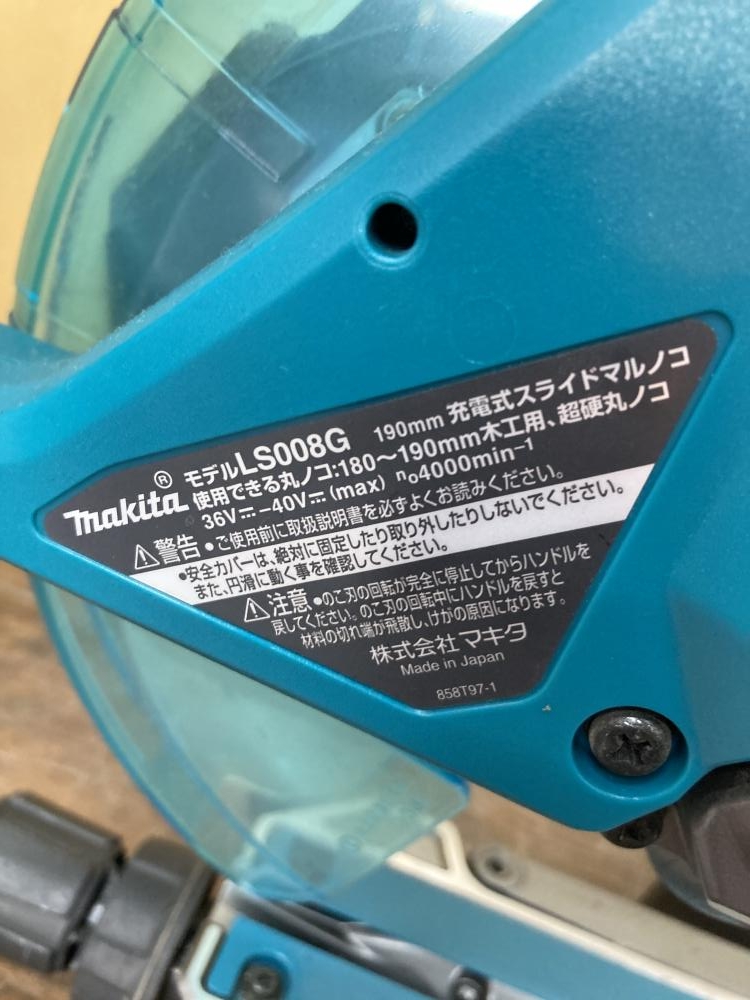 makita® モデルLS008G 190mm 充電式スライドマルノコ
使用できる丸ノコ:180～190mm木工用、超硬丸ノコ
36V⎓-40V⎓(max) n₀4000min⁻¹
⚠警告 •ご使用前に取扱説明書を必ずよくお読みください。
•安全カバーは、絶対に固定したり取り外したりしないでください。
また、円滑に動く事を確認してください。
⚠注意 •のこ刃の回転が完全に停止してからハンドルを
戻してください。のこ刃の回転中にハンドルを戻すと
材料の切れ端が飛散し、けがの原因になります。
株式会社マキタ
Made in Japan
858T97-1